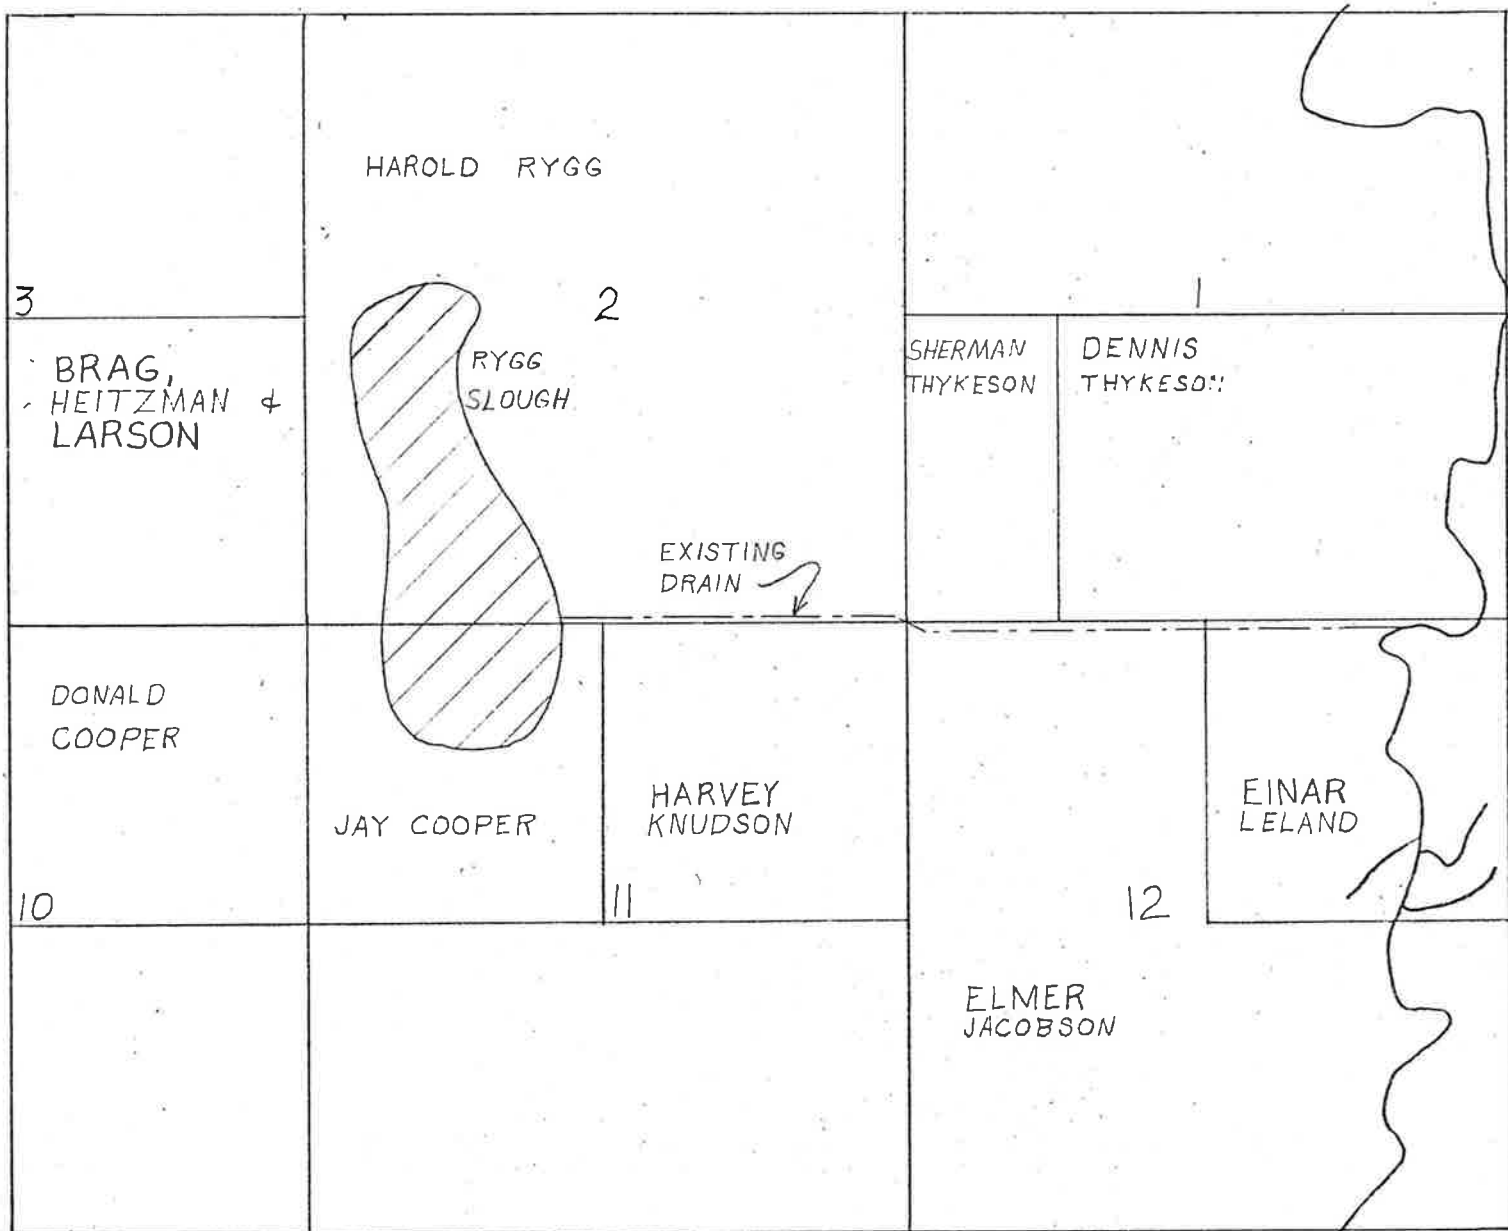 HAROLD RYGG
3
2
1
BRAG,
HEITZMAN &
LARSON
RYGG
SLOUGH
SHERMAN
THYKESON
DENNIS
THYKESON
EXISTING
DRAIN
DONALD
COOPER
JAY COOPER
HARVEY
KNUDSON
EINAR
LELAND
10
11
12
ELMER
JACOBSON